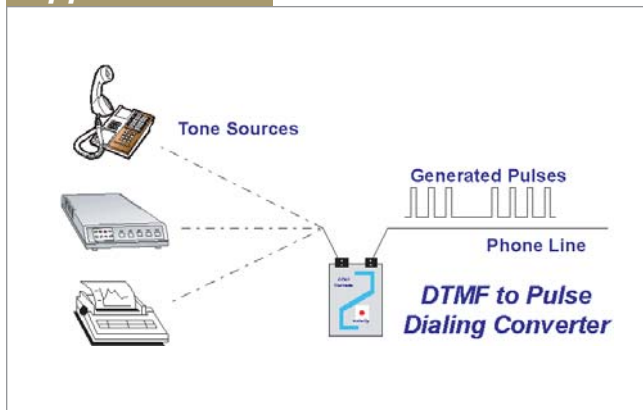 Tone Sources
Generated Pulses
Phone Line
DTMF to Pulse
Dialing Converter